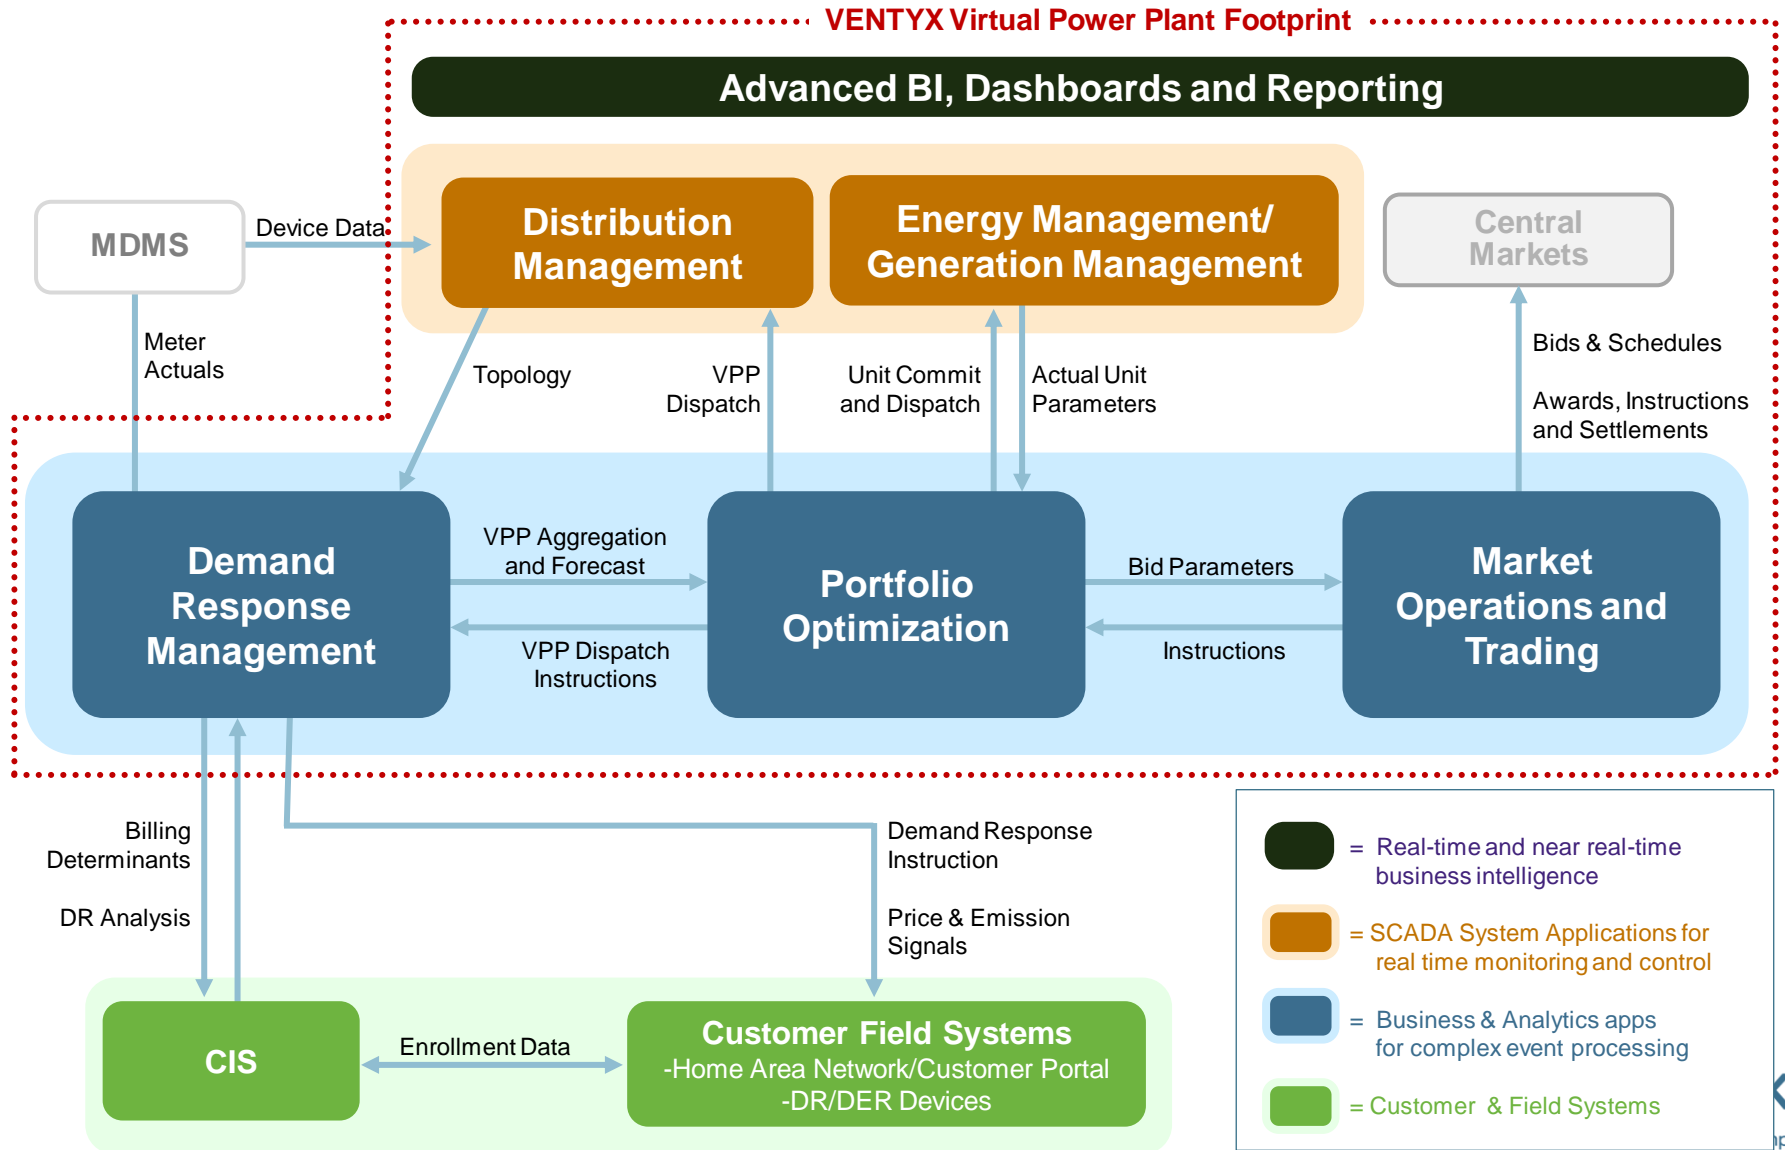 VENTYX Virtual Power Plant Footprint
Advanced BI, Dashboards and Reporting
MDMS
Device Data
Distribution
Management
Energy Management/
Generation Management
Central
Markets
Meter
Actuals
Topology
VPP
Dispatch
Unit Commit
and Dispatch
Actual Unit
Parameters
Bids & Schedules
Awards, Instructions
and Settlements
Demand
Response
Management
VPP Aggregation
and Forecast
VPP Dispatch
Instructions
Portfolio
Optimization
Bid Parameters
Instructions
Market
Operations and
Trading
Billing
Determinants
DR Analysis
Demand Response
Instruction
Price & Emission
Signals
CIS
Enrollment Data
Customer Field Systems
-Home Area Network/Customer Portal
-DR/DER Devices
= Real-time and near real-time
business intelligence
= SCADA System Applications for
real time monitoring and control
= Business & Analytics apps
for complex event processing
= Customer & Field Systems